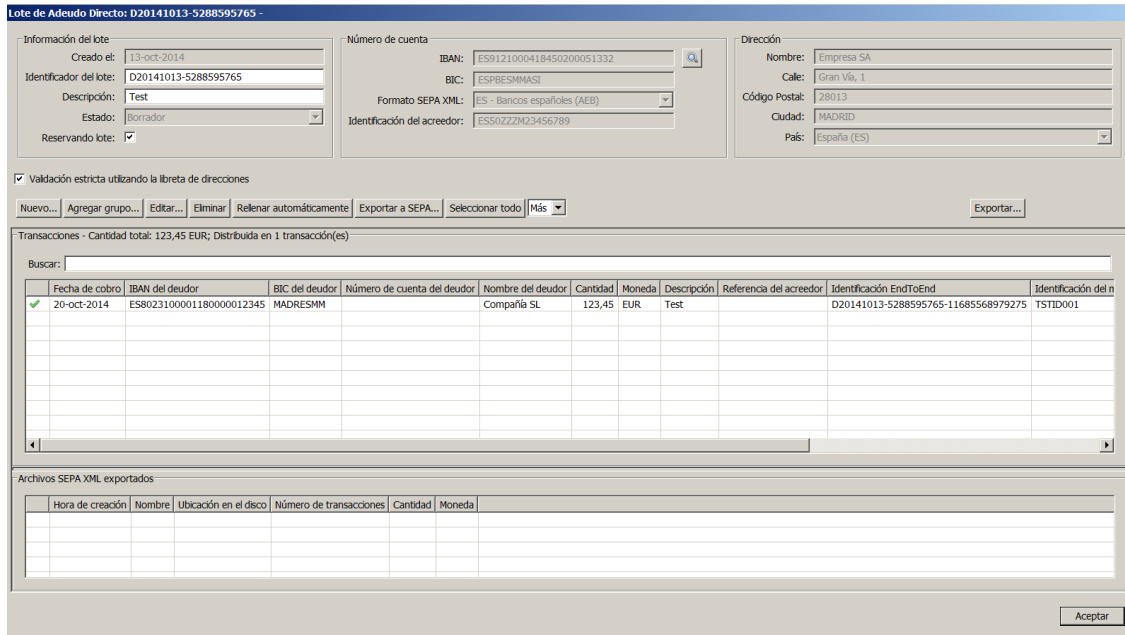 Lote de Adeudo Directo: D20141013-5288595765 -
Información del lote
Creado el: 13-oct-2014
Identificador del lote: D20141013-5288595765
Descripción: Test
Estado: Borrador
Reservando lote:
Número de cuenta
IBAN: ES9121000418450200051332
BIC: ESPBESMMASI
Formato SEPA XML: ES - Bancos españoles (AEB)
Identificación del acreedor: ES50ZZZM23456789
Dirección
Nombre: Empresa SA
Calle: Gran Vía, 1
Código Postal: 28013
Ciudad: MADRID
País: España (ES)
Validación estricta utilizando la libreta de direcciones
Nuevo... Agregar grupo... Editar... Eliminar Rellenar automáticamente Exportar a SEPA... Seleccionar todo Más Exportar...
Transacciones - Cantidad total: 123,45 EUR; Distribuida en 1 transacción(es)
Buscar:
Fecha de cobro IBAN del deudor BIC del deudor Número de cuenta del deudor Nombre del deudor Cantidad Moneda Descripción Referencia del acreedor Identificación EndToEnd Identificación del m
20-oct-2014 ES8023100001180000012345 MADRESMM Compañía SL 123,45 EUR Test D20141013-5288595765-11685568979275 TSTID001
Archivos SEPA XML exportados
Hora de creación Nombre Ubicación en el disco Número de transacciones Cantidad Moneda
Aceptar